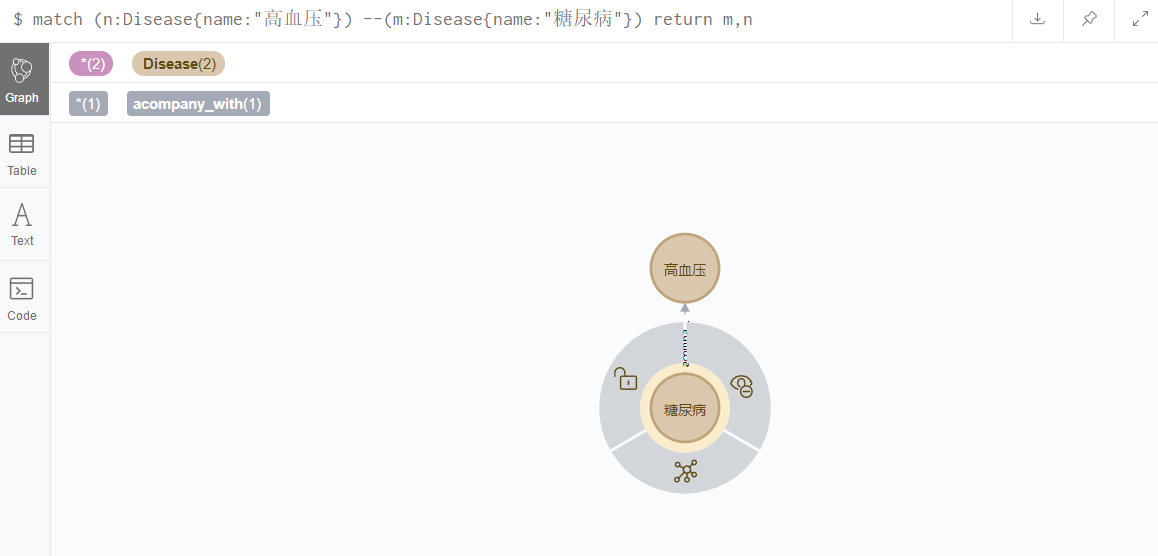 $ match (n:Disease{name:"高血压"}) --(m:Disease{name:"糖尿病"}) return m,n
*(2) Disease(2)
Graph
*(1) acompany_with(1)
Table
Text
Code
高血压
糖尿病